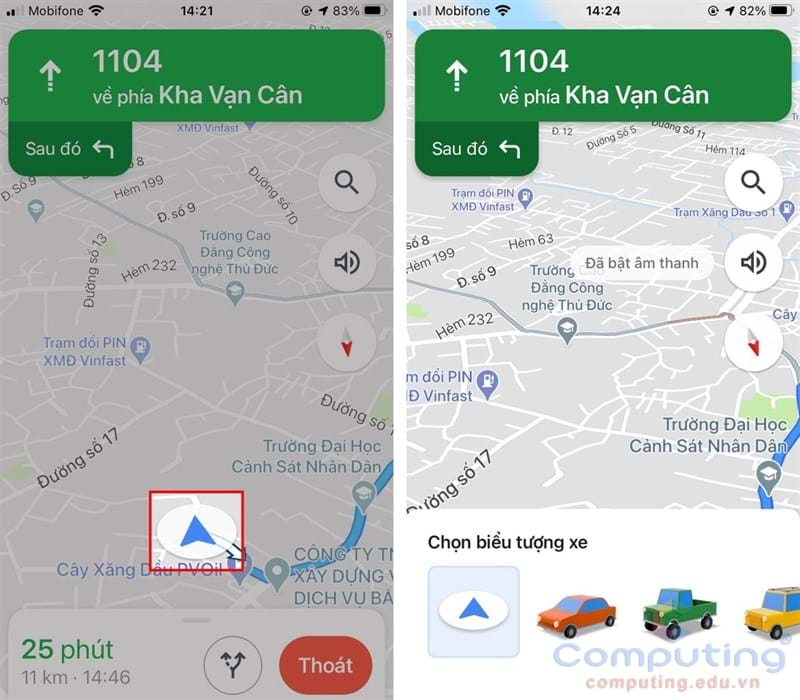 Mobifone
14:21
83%
1104
về phía Kha Vạn Cân
XMĐ Vinfast
Sau đó
Đ. Số 9
Hẻm 199
Đ. số 9
Đường số 10
Đường số 13
Hẻm 232
Trường Cao
Đẳng Công
nghệ Thủ Đức
Trạm đổi PIN
XMĐ Vinfast
Đường số
Đường số 17
Trường Đại Học
Cảnh Sát Nhân Dân
Cây Xăng Dầu PVOil
CÔNG TY TN
XÂY DỰNG V
DỊCH VỤ BẢ
25 phút
11 km · 14:46
Thoát
Mobifone
14:24
82%
1104
về phía Kha Vạn Cân
Sau đó
Đ. 12
Đường Số 5
Đường Số 11
Hẻm 114
Trạm đổi PIN
XMĐ Vinfast
Trạm Xăng Dầu Số 1
số 8
Hẻm 63
Hẻm 199
Đã bật âm thanh
Đ. số 9
Trường Cao
Đẳng Công
nghệ Thủ Đức
Hẻm 232
Cây
m đổi PIN
Đ Vinfast
Trường Đại Học
Cảnh Sát Nhân Dân
Đường số 17
Chọn biểu tượng xe
Computing
computing.edu.vn